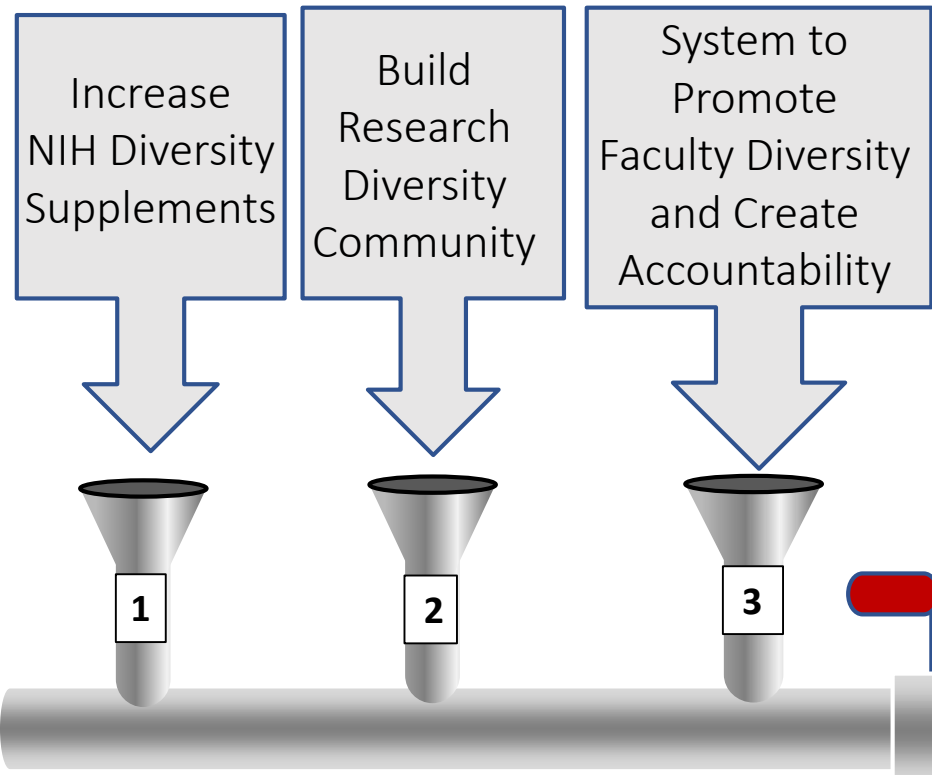 Increase
NIH Diversity
Supplements
Build
Research
Diversity
Community
System to
Promote
Faculty Diversity
and Create
Accountability
1
2
3